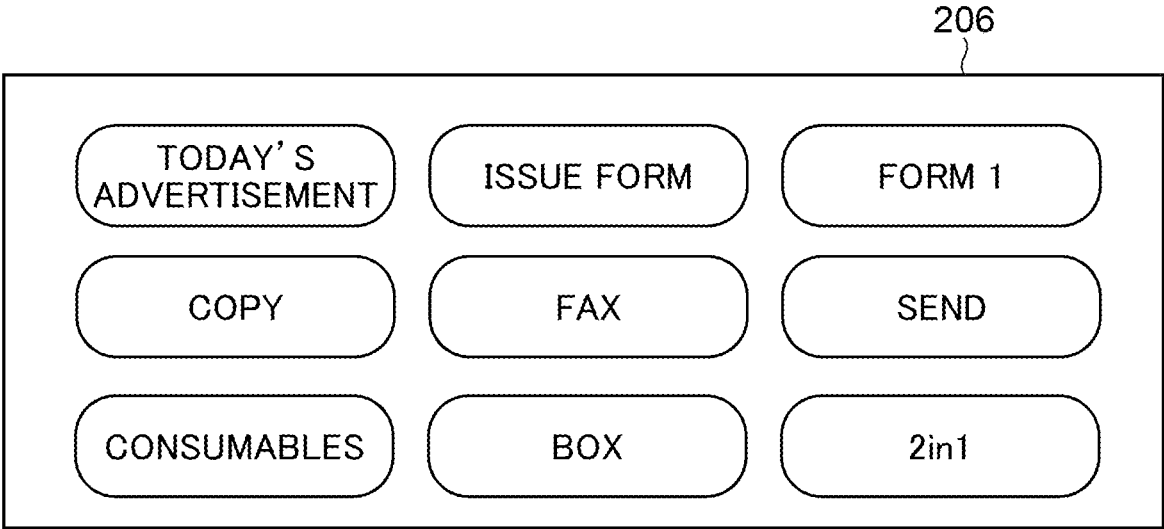 206
TODAY'S
ADVERTISEMENT
ISSUE FORM
FORM 1
COPY
FAX
SEND
CONSUMABLES
BOX
2in1